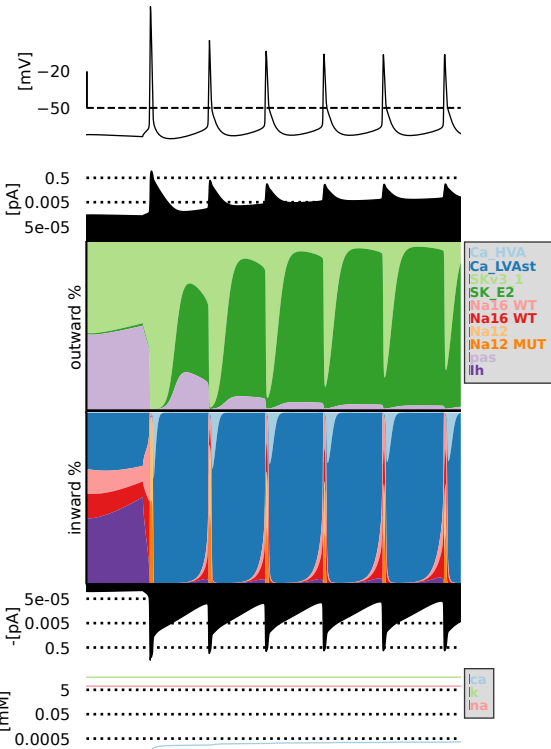 [mV]
−20
−50
[pA]
0.5
0.005
5e-05
outward %
Ca_HVA
Ca_LVAst
SKv3_1
SK_E2
Na16 WT
Na16 WT
Na12
Na12 MUT
pas
Ih
inward %
5e-05
0.005
0.5
-[pA]
ca
k
na
[mM]
5
0.05
0.0005